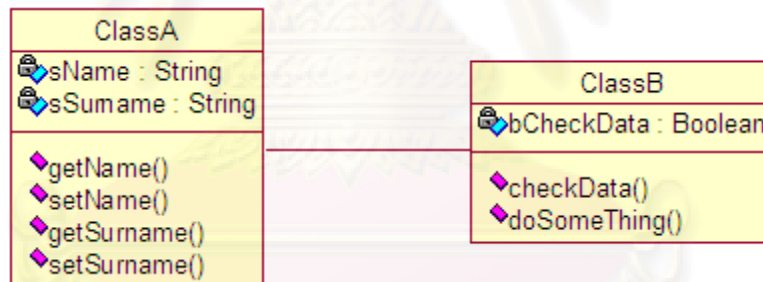 ClassA
sName : String
sSurname : String
getName()
setName()
getSurname()
setSurname()
ClassB
bCheckData : Boolean
checkData()
doSomeThing()